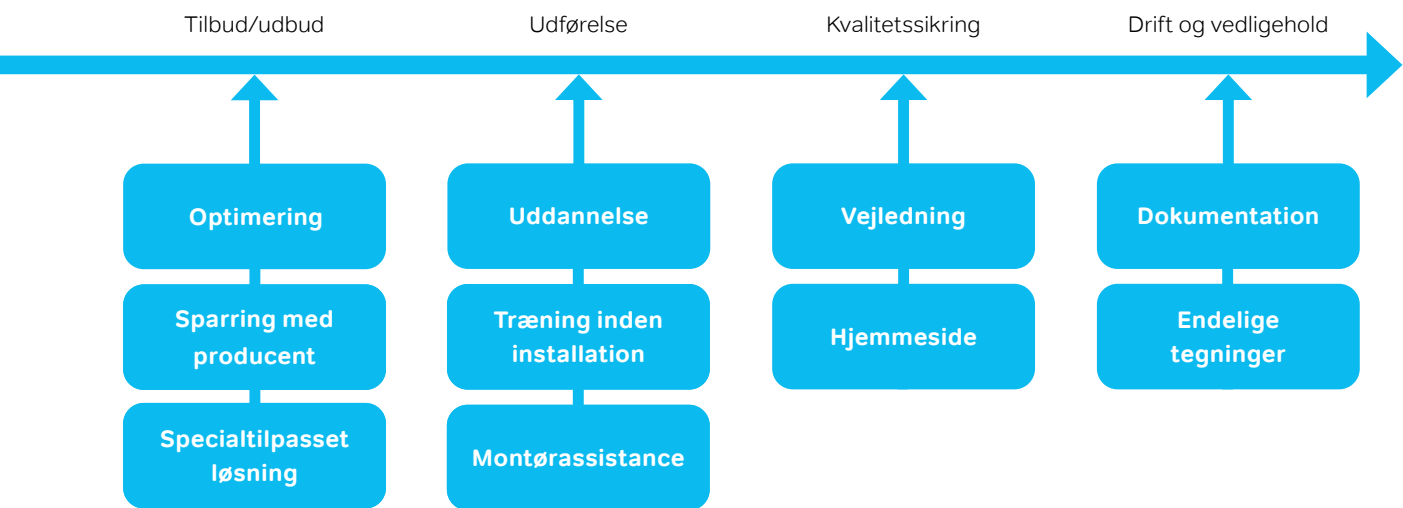 Tilbud/udbud
Udførelse
Kvalitetssikring
Drift og vedligehold
Optimering
Uddannelse
Vejledning
Dokumentation
Sparring med
producent
Træning inden
installation
Hjemmeside
Endelige
tegninger
Specialtilpasset
løsning
Montørassistance